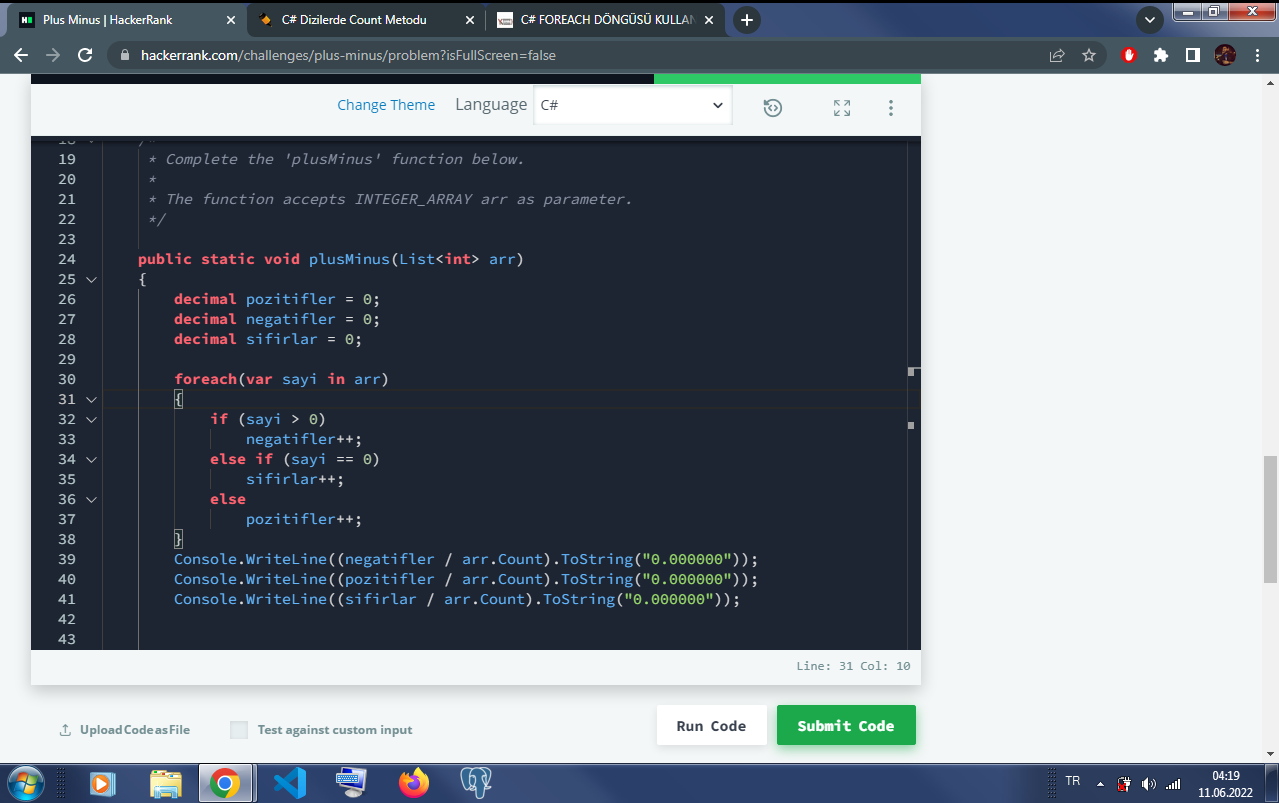 Plus Minus | HackerRank
C# Dizilerde Count Metodu
C# FOREACH DÖNGÜSÜ KULLAN
hackerrank.com/challenges/plus-minus/problem?isFullScreen=false
Change Theme Language C#
18 /*
19 * Complete the 'plusMinus' function below.
20 *
21 * The function accepts INTEGER_ARRAY arr as parameter.
22 */
23
24 public static void plusMinus(List<int> arr)
25 {
26 decimal pozitifler = 0;
27 decimal negatifler = 0;
28 decimal sifirlar = 0;
29
30 foreach(var sayi in arr)
31 {
32 if (sayi > 0)
33 negatifler++;
34 else if (sayi == 0)
35 sifirlar++;
36 else
37 pozitifler++;
38 }
39 Console.WriteLine((negatifler / arr.Count).ToString("0.000000"));
40 Console.WriteLine((pozitifler / arr.Count).ToString("0.000000"));
41 Console.WriteLine((sifirlar / arr.Count).ToString("0.000000"));
42
43
Line: 31 Col: 10
Upload Code as File
Test against custom input
Run Code
Submit Code
TR
04:19
11.06.2022